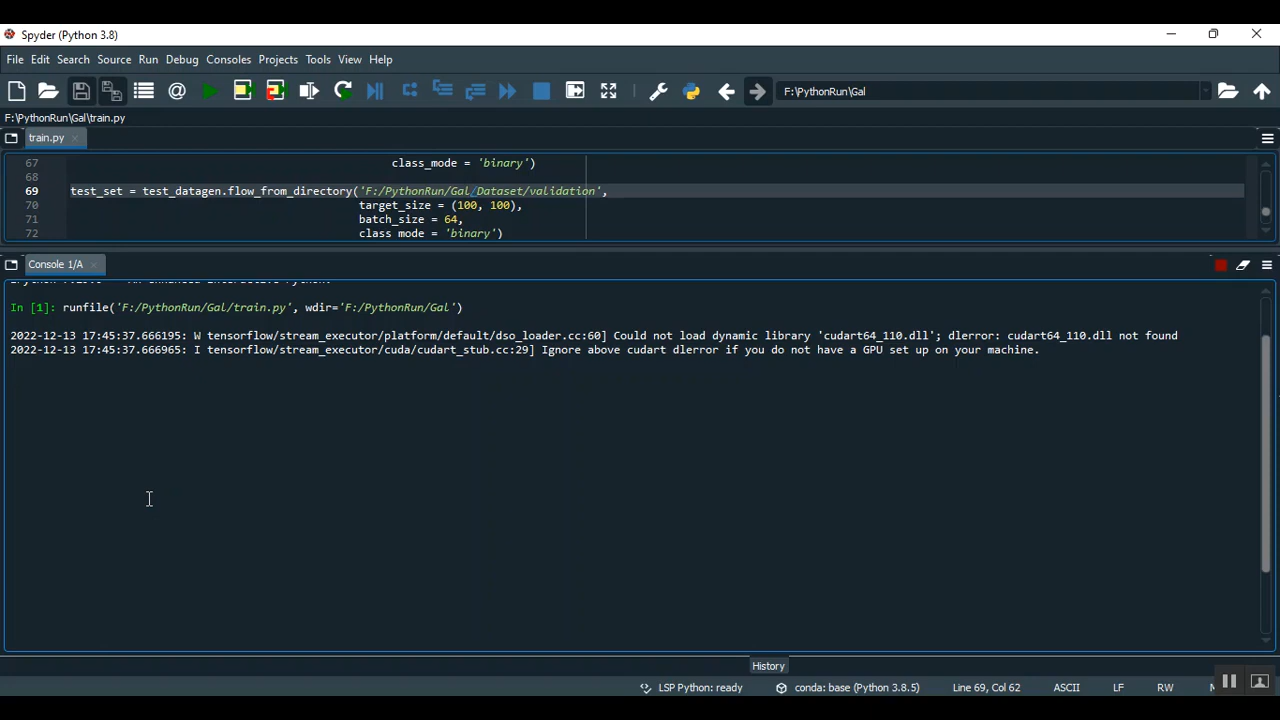 Spyder (Python 3.8)
File Edit Search Source Run Debug Consoles Projects Tools View Help
F:\PythonRun\Gal
F:\PythonRun\Gal\train.py
train.py
67 class_mode = 'binary')
68
69 test_set = test_datagen.flow_from_directory('F:/PythonRun/Gal/Dataset/validation',
70 target_size = (100, 100),
71 batch_size = 64,
72 class_mode = 'binary')
Console 1/A
In [1]: runfile('F:/PythonRun/Gal/train.py', wdir='F:/PythonRun/Gal')
2022-12-13 17:45:37.666195: W tensorflow/stream_executor/platform/default/dso_loader.cc:60] Could not load dynamic library 'cudart64_110.dll'; dlerror: cudart64_110.dll not found
2022-12-13 17:45:37.666965: I tensorflow/stream_executor/cuda/cudart_stub.cc:29] Ignore above cudart dlerror if you do not have a GPU set up on your machine.
History
LSP Python: ready conda: base (Python 3.8.5) Line 69, Col 62 ASCII LF RW